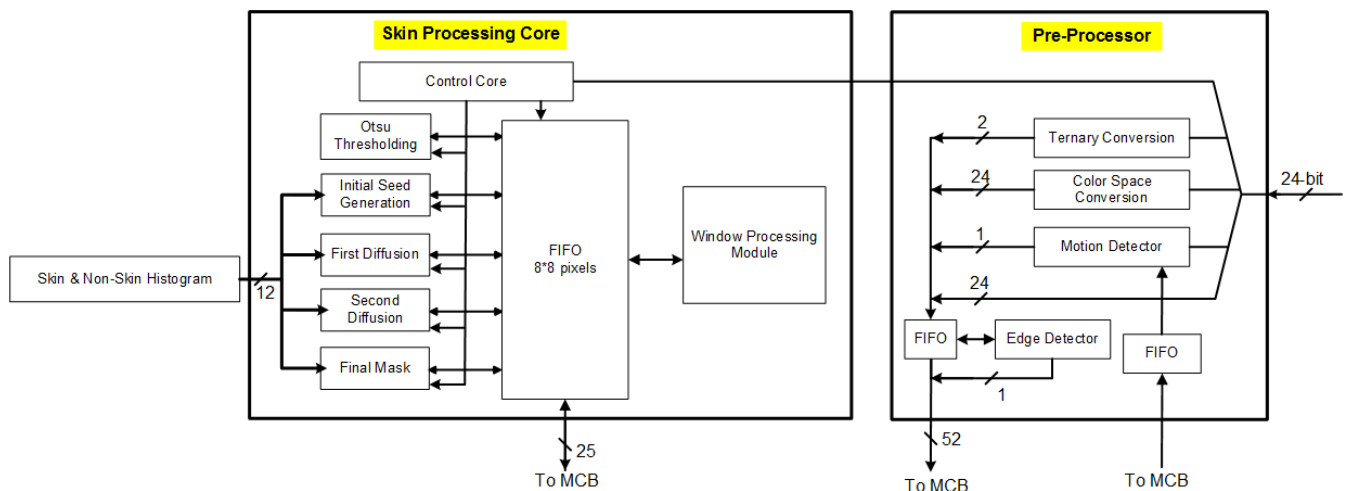 Skin Processing Core
Control Core
Otsu
Thresholding
Initial Seed
Generation
First Diffusion
Second
Diffusion
Final Mask
FIFO
8*8 pixels
Window Processing
Module
Skin & Non-Skin Histogram
12
25
To MCB
Pre-Processor
2
Ternary Conversion
24
Color Space
Conversion
24-bit
1
Motion Detector
24
FIFO
Edge Detector
FIFO
1
52
To MCB
To MCB